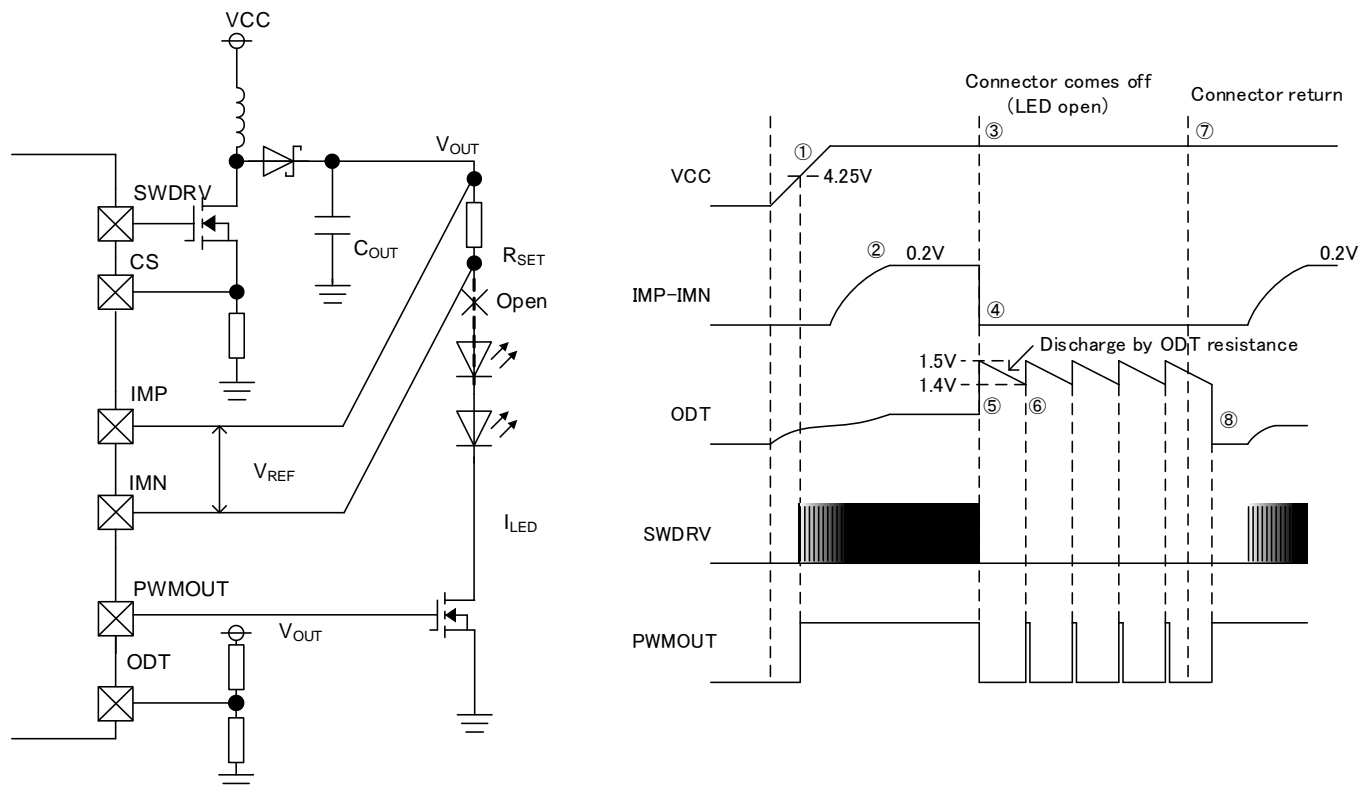 VCC
VOUT
SWDRV
COUT
RSET
CS
Open
IMP
VREF
IMN
ILED
PWMOUT
VOUT
ODT
Connector comes off
(LED open)
Connector return
① ③ ⑦
VCC
4.25V
② 0.2V
0.2V
IMP-IMN
④
Discharge by ODT resistance
1.5V
1.4V
ODT
⑤ ⑥ ⑧
SWDRV
PWMOUT